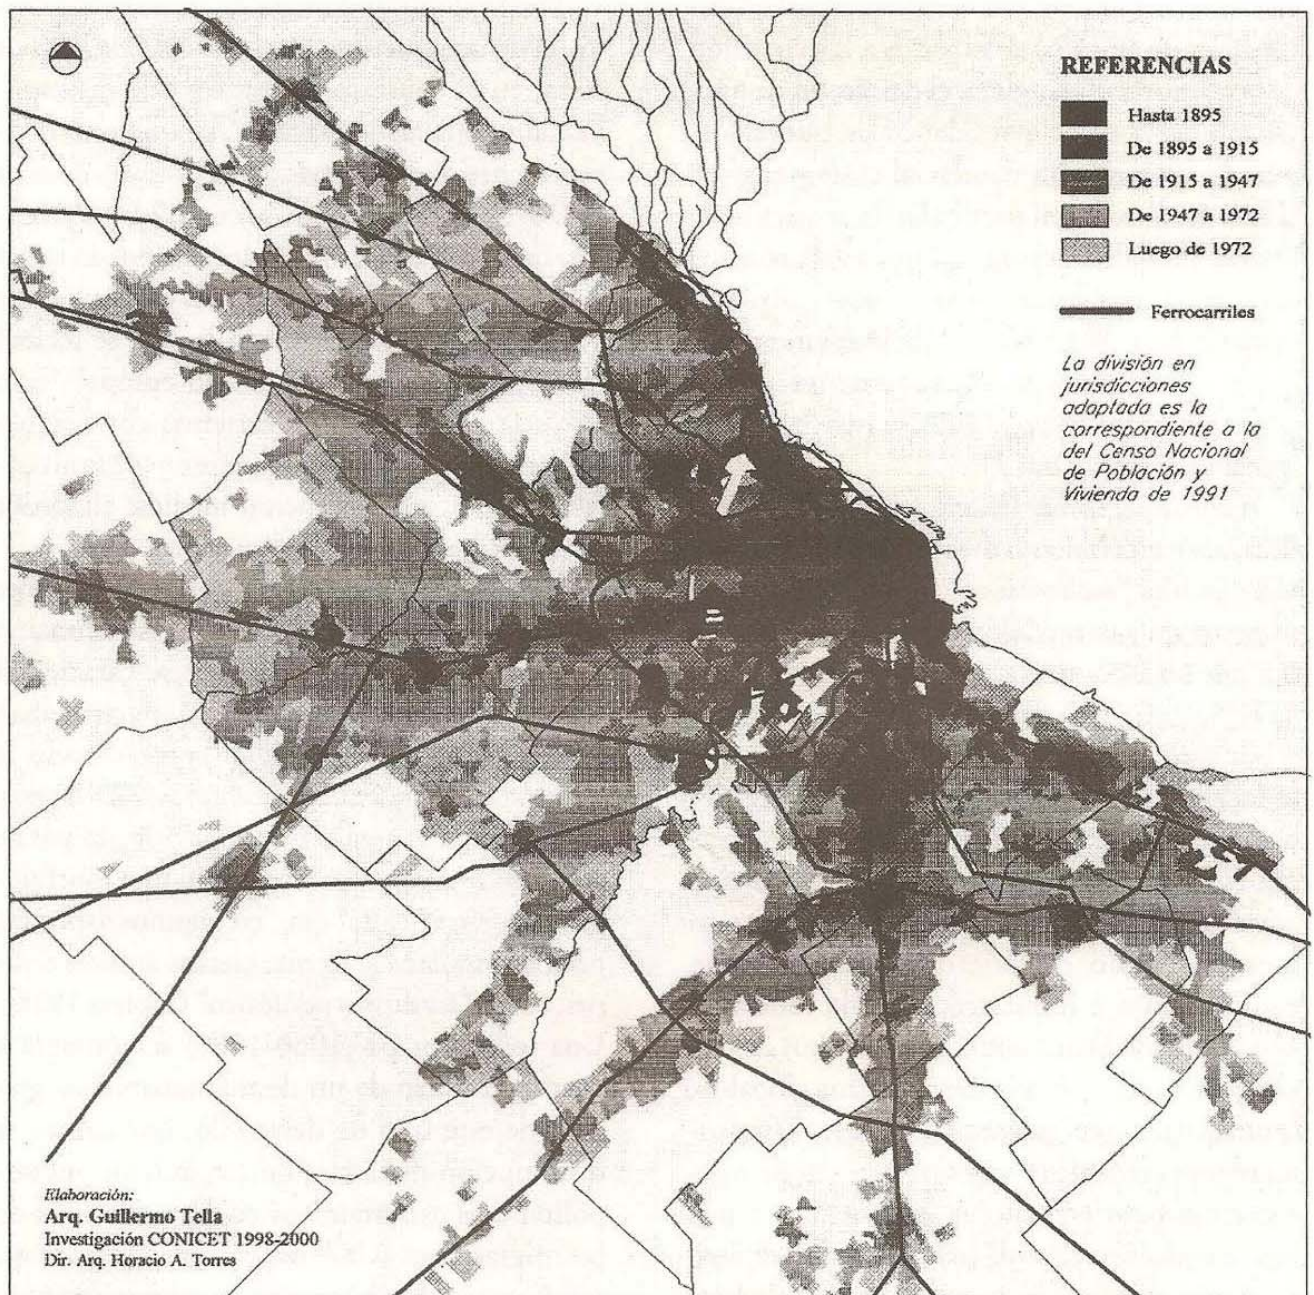 REFERENCIAS
Hasta 1895
De 1895 a 1915
De 1915 a 1947
De 1947 a 1972
Luego de 1972
Ferrocarriles
La división en
jurisdicciones
adoptada es la
correspondiente a la
del Censo Nacional
de Población y
Vivienda de 1991
Elaboración:
Arq. Guillermo Tella
Investigación CONICET 1998-2000
Dir. Arq. Horacio A. Torres